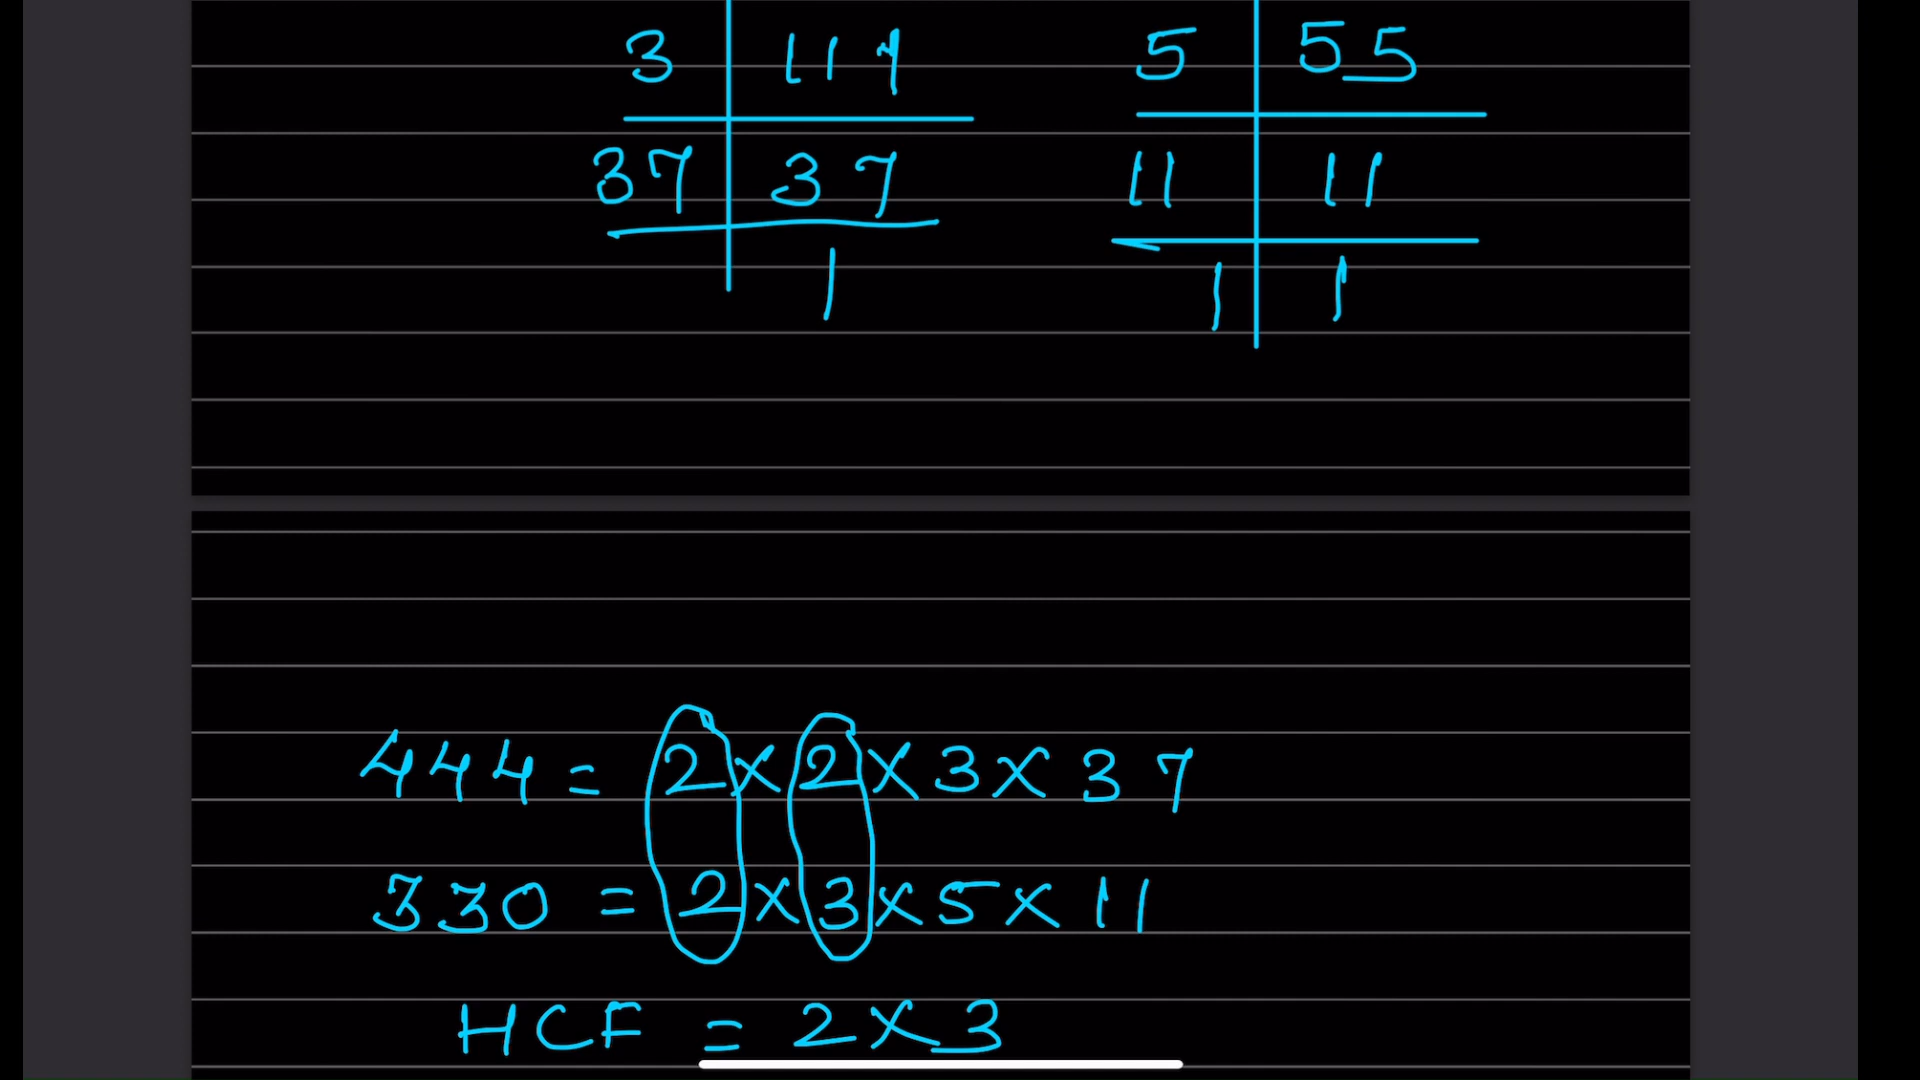 3 | 111 5 | 55
37 | 37 11 | 11
1 1 | 1
444 = 2 × 2 × 3 × 37
330 = 2 × 3 × 5 × 11
HCF = 2 × 3